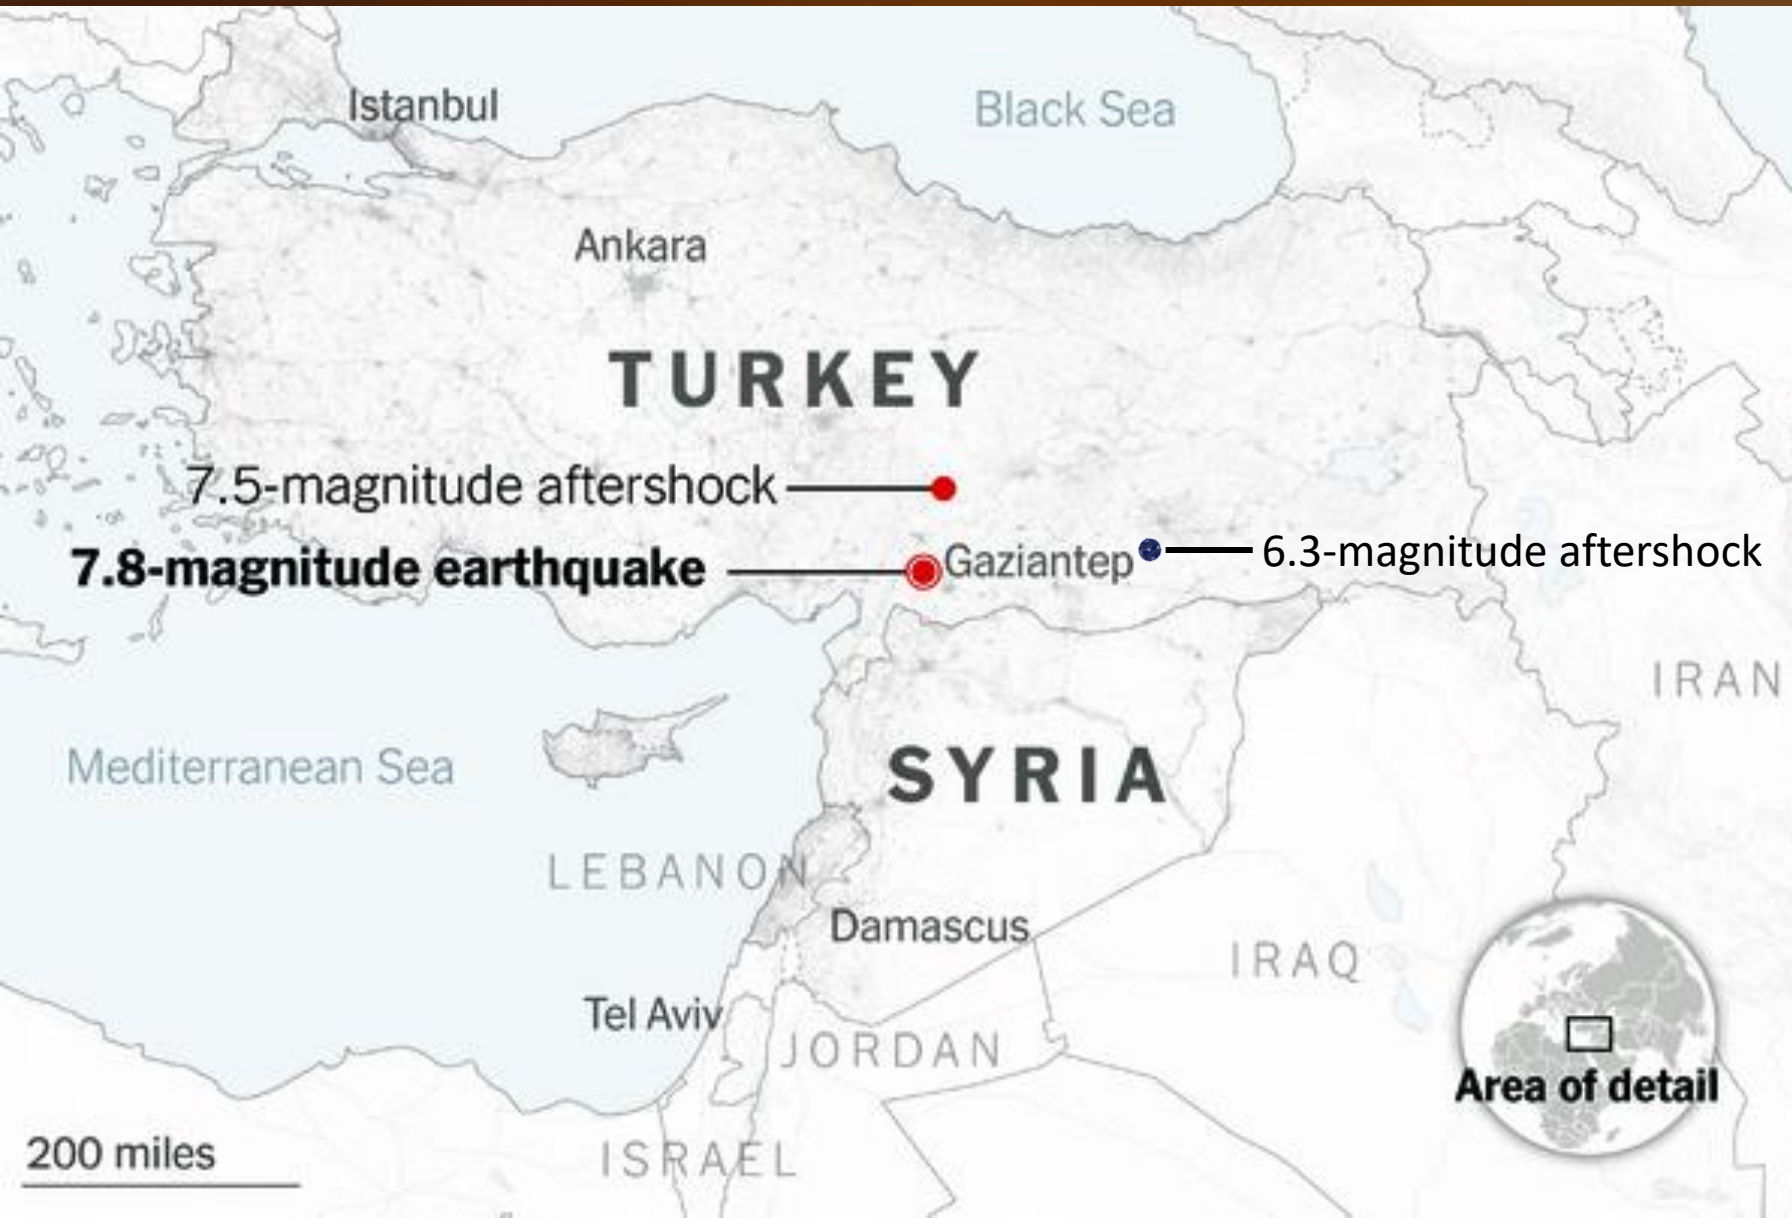 Istanbul
Black Sea
Ankara
TURKEY
7.5-magnitude aftershock
7.8-magnitude earthquake
Gaziantep
6.3-magnitude aftershock
IRAN
Mediterranean Sea
SYRIA
LEBANON
Damascus
IRAQ
Tel Aviv
JORDAN
Area of detail
200 miles
ISRAEL